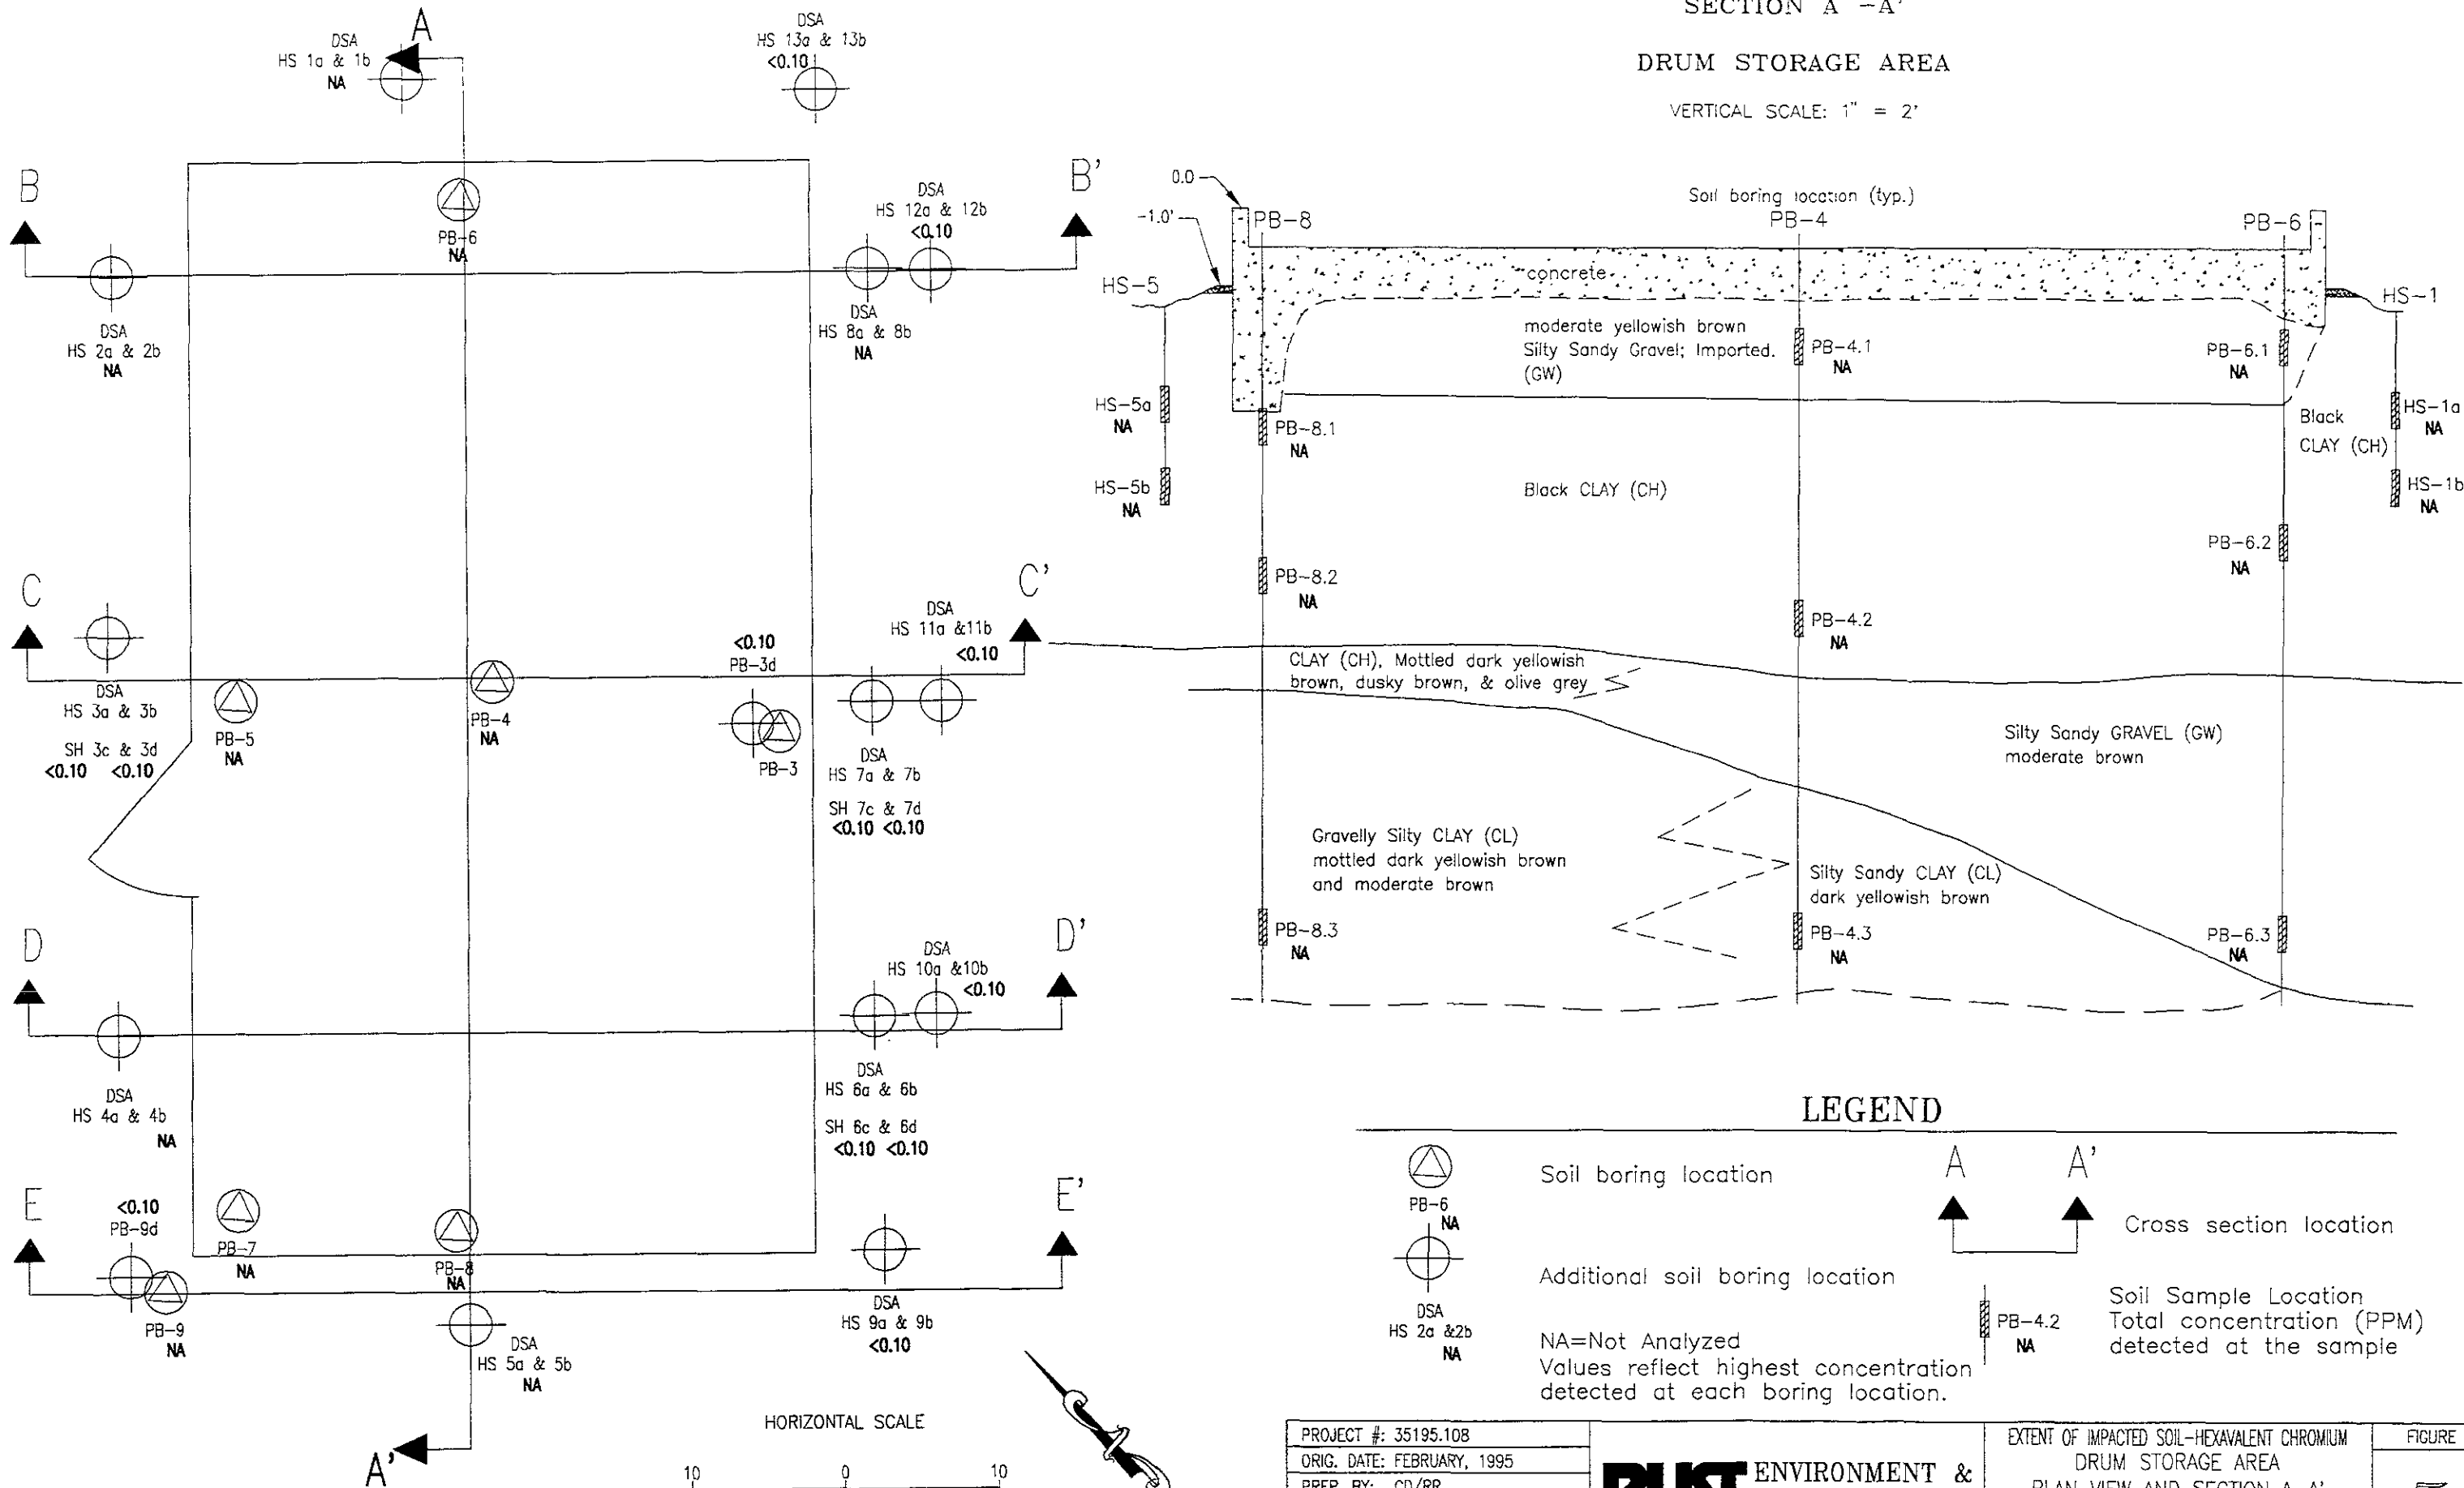 A
DSA
HS 1a & 1b
NA
DSA
HS 13a & 13b
<0.10
B
B'
PB-6
NA
DSA
HS 12a & 12b
<0.10
DSA
HS 2a & 2b
NA
DSA
HS 8a & 8b
NA
C
C'
DSA
HS 11a &11b
<0.10
<0.10
PB-3d
DSA
HS 3a & 3b
SH 3c & 3d
<0.10 <0.10
PB-5
NA
PB-4
NA
PB-3
DSA
HS 7a & 7b
SH 7c & 7d
<0.10 <0.10
D
D'
DSA
HS 10a &10b
<0.10
DSA
HS 4a & 4b
NA
DSA
HS 6a & 6b
SH 6c & 6d
<0.10 <0.10
E
E'
<0.10
PB-9d
PB-7
NA
PB-8
NA
PB-9
NA
DSA
HS 5a & 5b
NA
DSA
HS 9a & 9b
<0.10
A'
HORIZONTAL SCALE
10 0 10
SECTION A -A'
DRUM STORAGE AREA
VERTICAL SCALE: 1" = 2'
0.0
-1.0'
Soil boring location (typ.)
PB-8
PB-4
PB-6
HS-5
HS-1
concrete
moderate yellowish brown
Silty Sandy Gravel; Imported.
(GW)
PB-4.1
NA
PB-6.1
NA
HS-5a
NA
PB-8.1
NA
Black
CLAY (CH)
HS-1a
NA
HS-5b
NA
Black CLAY (CH)
HS-1b
NA
PB-8.2
NA
PB-6.2
NA
PB-4.2
NA
CLAY (CH), Mottled dark yellowish
brown, dusky brown, & olive grey
Silty Sandy GRAVEL (GW)
moderate brown
Gravelly Silty CLAY (CL)
mottled dark yellowish brown
and moderate brown
Silty Sandy CLAY (CL)
dark yellowish brown
PB-8.3
NA
PB-4.3
NA
PB-6.3
NA
LEGEND
PB-6
NA
Soil boring location
A A'
Cross section location
DSA
HS 2a &2b
NA
Additional soil boring location
NA=Not Analyzed
Values reflect highest concentration
detected at each boring location.
PB-4.2
NA
Soil Sample Location
Total concentration (PPM)
detected at the sample
PROJECT #: 35195.108
ORIG. DATE: FEBRUARY, 1995
PREP. BY: CD/RR
RUST ENVIRONMENT &
EXTENT OF IMPACTED SOIL-HEXAVALENT CHROMIUM
DRUM STORAGE AREA
PLAN VIEW AND SECTION A-A'
FIGURE